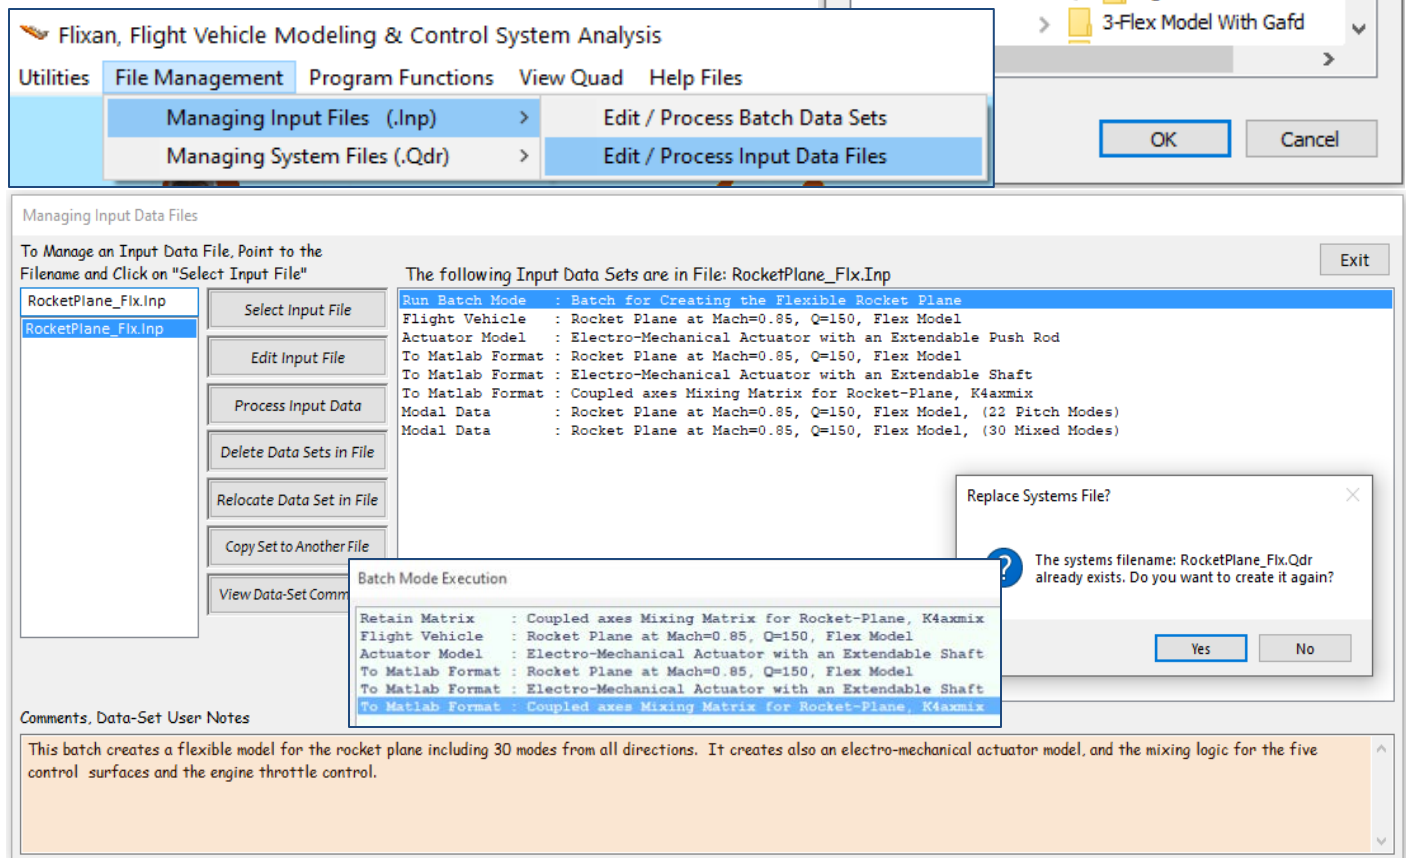 3-Flex Model With Gafd
OK
Cancel
Flixan, Flight Vehicle Modeling & Control System Analysis
Utilities File Management Program Functions View Quad Help Files
Managing Input Files (.Inp) >
Managing System Files (.Qdr) >
Edit / Process Batch Data Sets
Edit / Process Input Data Files
Managing Input Data Files
To Manage an Input Data File, Point to the
Filename and Click on "Select Input File"
The following Input Data Sets are in File: RocketPlane_Flx.Inp
Exit
RocketPlane_Flx.Inp
RocketPlane_Flx.Inp
Select Input File
Edit Input File
Process Input Data
Delete Data Sets in File
Relocate Data Set in File
Copy Set to Another File
View Data-Set Comm
Run Batch Mode : Batch for Creating the Flexible Rocket Plane
Flight Vehicle : Rocket Plane at Mach=0.85, Q=150, Flex Model
Actuator Model : Electro-Mechanical Actuator with an Extendable Push Rod
To Matlab Format : Rocket Plane at Mach=0.85, Q=150, Flex Model
To Matlab Format : Electro-Mechanical Actuator with an Extendable Shaft
To Matlab Format : Coupled axes Mixing Matrix for Rocket-Plane, K4axmix
Modal Data : Rocket Plane at Mach=0.85, Q=150, Flex Model, (22 Pitch Modes)
Modal Data : Rocket Plane at Mach=0.85, Q=150, Flex Model, (30 Mixed Modes)
Replace Systems File?
The systems filename: RocketPlane_Flx.Qdr
already exists. Do you want to create it again?
Yes
No
Batch Mode Execution
Retain Matrix : Coupled axes Mixing Matrix for Rocket-Plane, K4axmix
Flight Vehicle : Rocket Plane at Mach=0.85, Q=150, Flex Model
Actuator Model : Electro-Mechanical Actuator with an Extendable Shaft
To Matlab Format : Rocket Plane at Mach=0.85, Q=150, Flex Model
To Matlab Format : Electro-Mechanical Actuator with an Extendable Shaft
To Matlab Format : Coupled axes Mixing Matrix for Rocket-Plane, K4axmix
Comments, Data-Set User Notes
This batch creates a flexible model for the rocket plane including 30 modes from all directions. It creates also an electro-mechanical actuator model, and the mixing logic for the five
control surfaces and the engine throttle control.